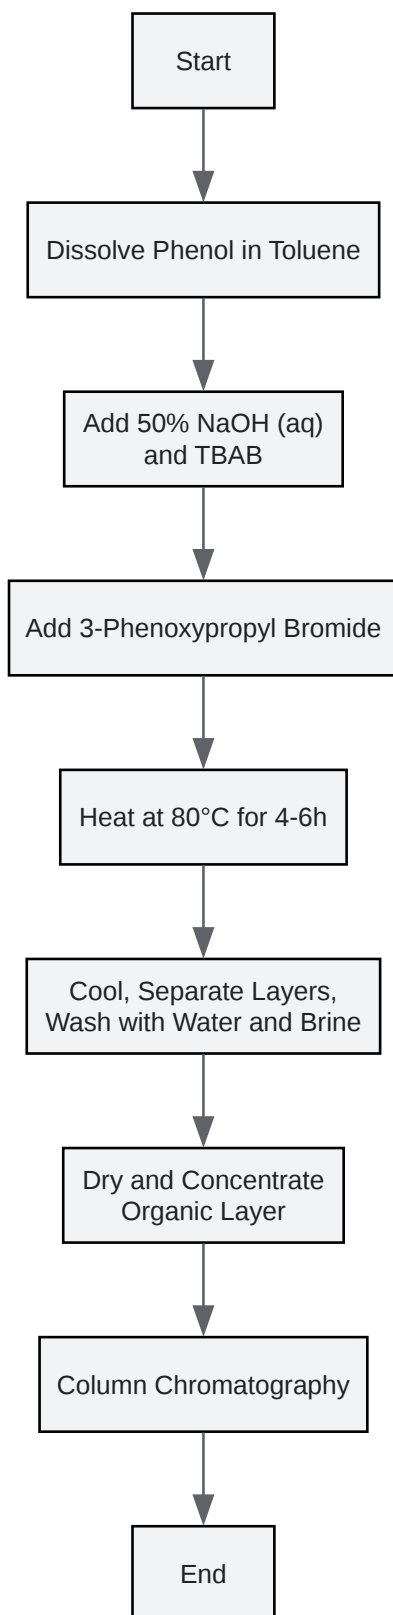 Start
Dissolve Phenol in Toluene
Add 50% NaOH (aq)
and TBAB
Add 3-Phenoxypropyl Bromide
Heat at 80°C for 4-6h
Cool, Separate Layers,
Wash with Water and Brine
Dry and Concentrate
Organic Layer
Column Chromatography
End